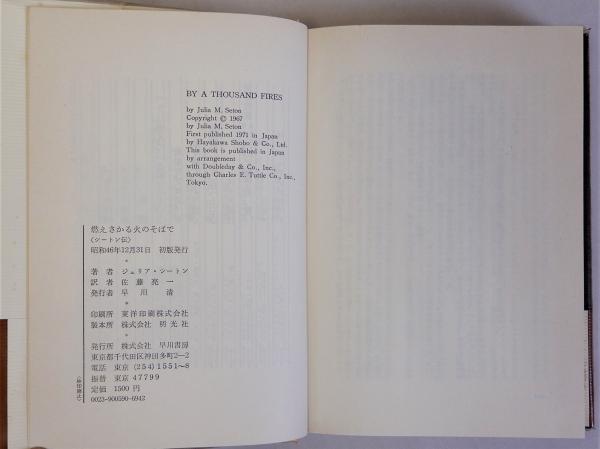 BY A THOUSAND FIRES
by Julia M. Seton
Copyright © 1967
by Julia M. Seton
First published 1971 in Japan
by Hayakawa Shobo & Co., Ltd.
This book is published in Japan
by arrangement
with Doubleday & Co., Inc.,
through Charles E. Tuttle Co., Inc.,
Tokyo.
燃えさかる火のそばで
〈シートン伝〉
昭和46年12月31日 初版発行
*
著者 ジュリア・シートン
訳者 佐藤亮一
発行者 早川清
*
印刷所 東洋印刷株式会社
製本所 株式会社 明光社
*
発行所 株式会社 早川書房
東京都千代田区神田多町2―2
電話 東京 (254) 1551〜8
振替 東京 47799
定価 1500円
0023-900590-6942
〈検印廃止〉